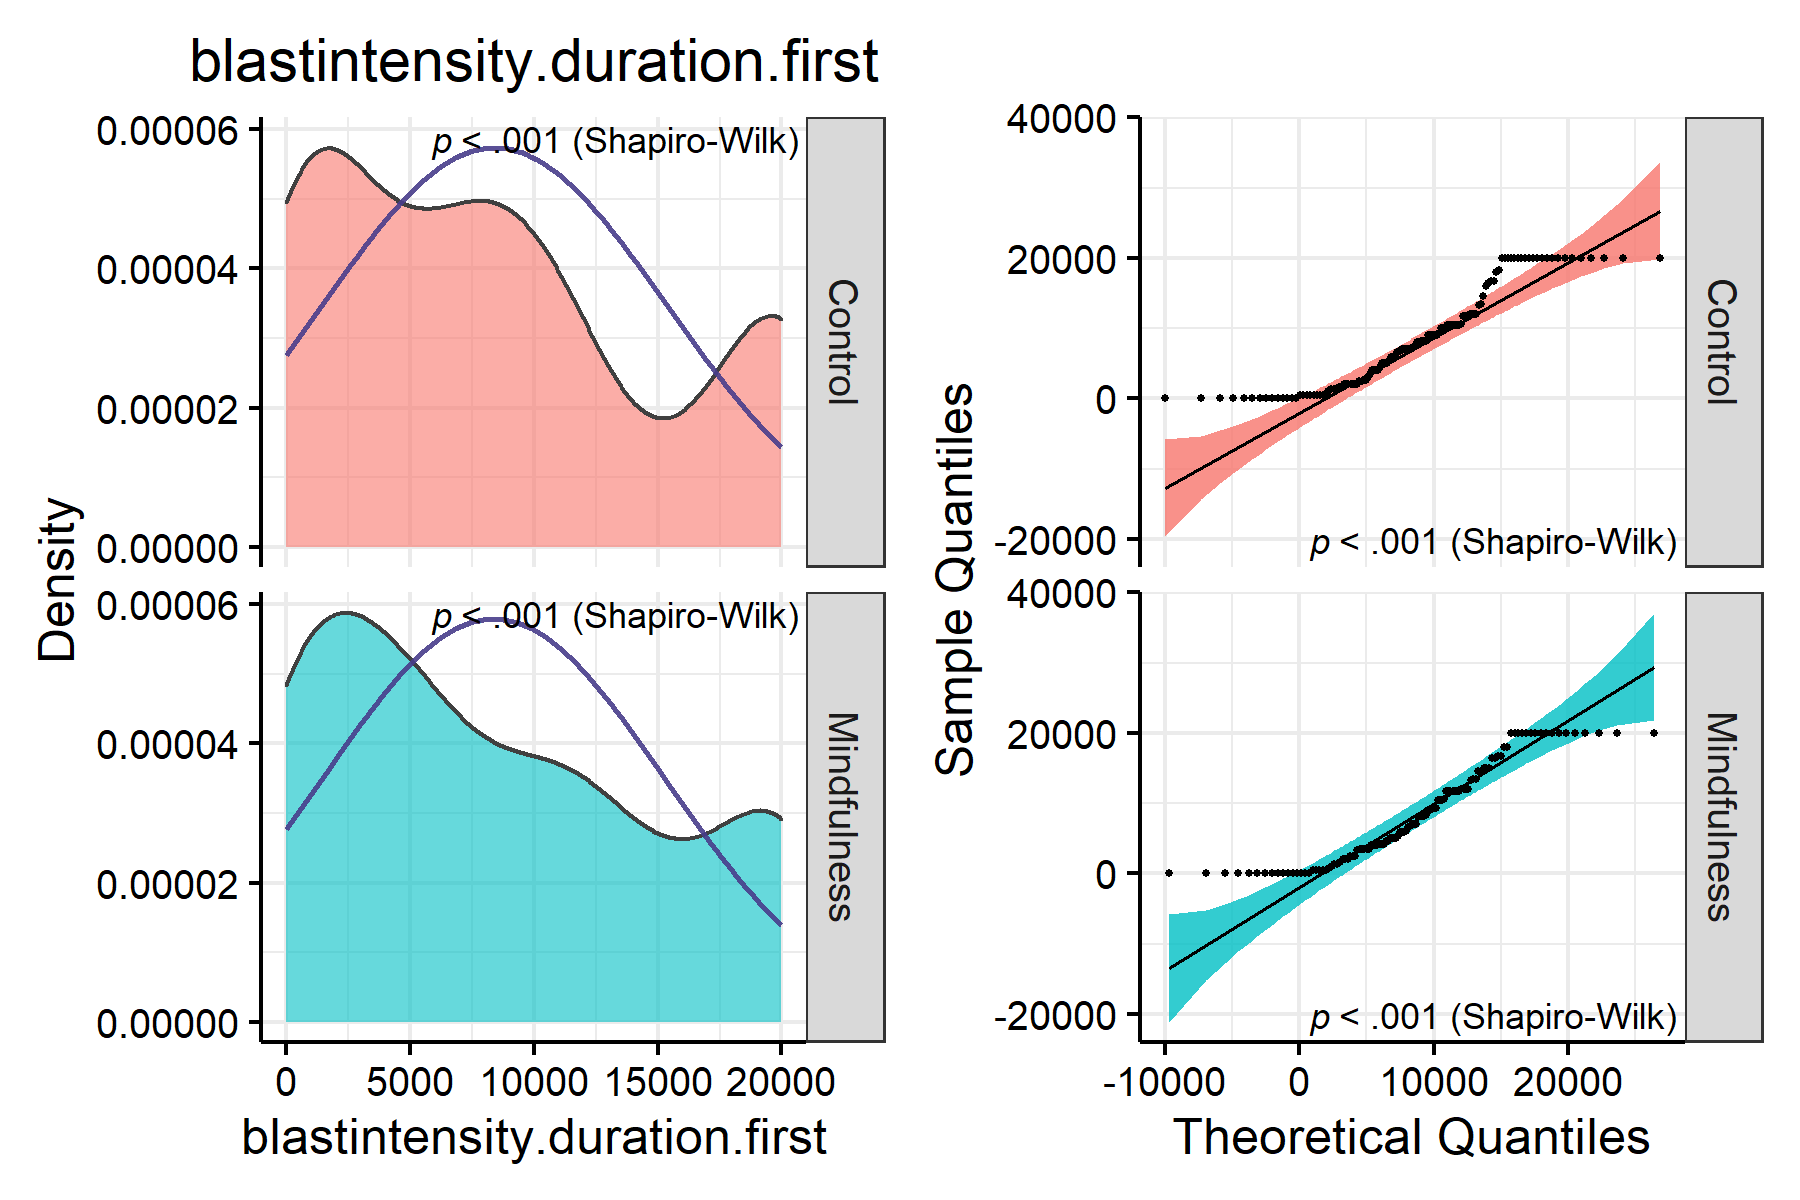 blastintensity.duration.first
Density
0.00006
0.00004
0.00002
0.00000
p < .001 (Shapiro-Wilk)
Control
0.00006
0.00004
0.00002
0.00000
p < .001 (Shapiro-Wilk)
Mindfulness
0 5000 10000 15000 20000
blastintensity.duration.first
Sample Quantiles
40000
20000
0
-20000
p < .001 (Shapiro-Wilk)
Control
40000
20000
0
-20000
p < .001 (Shapiro-Wilk)
Mindfulness
-10000 0 10000 20000
Theoretical Quantiles